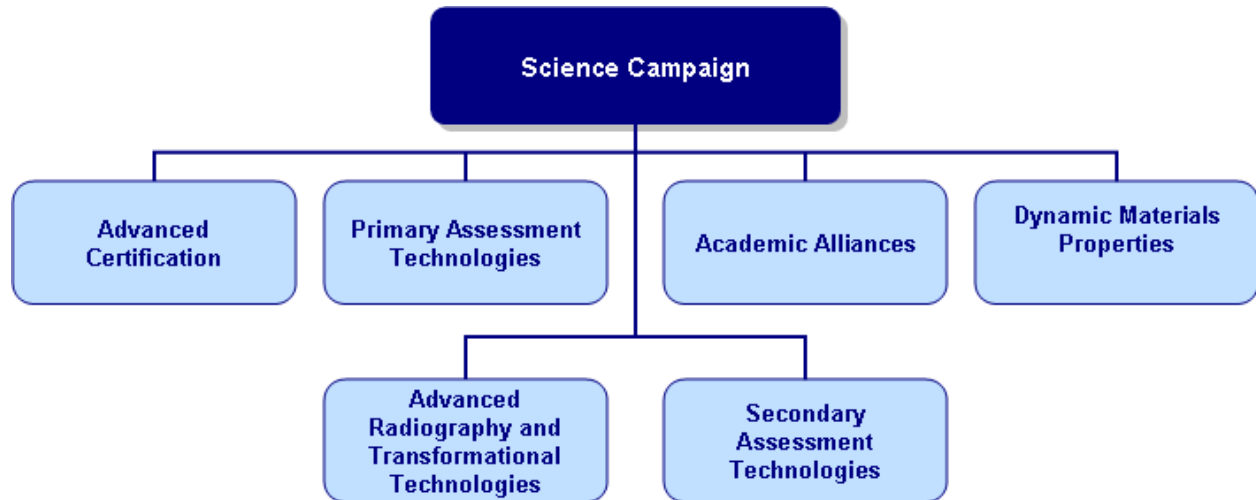 Science Campaign
Advanced
Certification
Primary Assessment
Technologies
Academic Alliances
Dynamic Materials
Properties
Advanced
Radiography and
Transformational
Technologies
Secondary
Assessment
Technologies